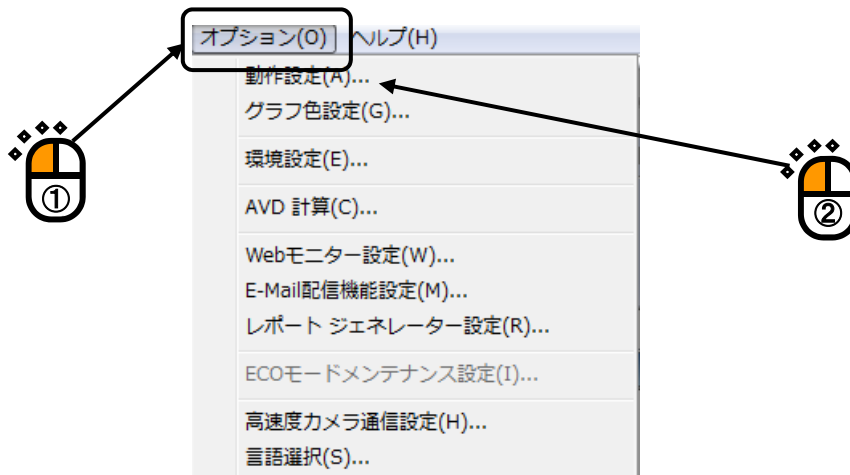 オプション(O) ヘルプ(H)
動作設定(A)...
グラフ色設定(G)...
環境設定(E)...
AVD 計算(C)...
Webモニター設定(W)...
E-Mail配信機能設定(M)...
レポート ジェネレーター設定(R)...
ECOモードメンテナンス設定(I)...
高速度カメラ通信設定(H)...
言語選択(S)...
①
②